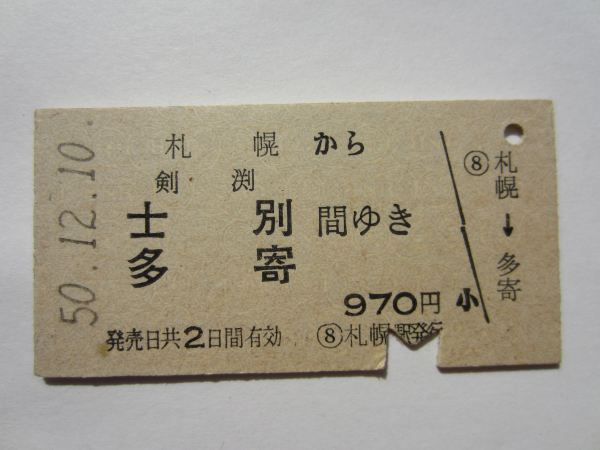 50.12.10.
札幌から
剣渕
士別間ゆき
多寄
970円 小
発売日共2日間有効 ⑧札幌駅発行
⑧札幌→多寄